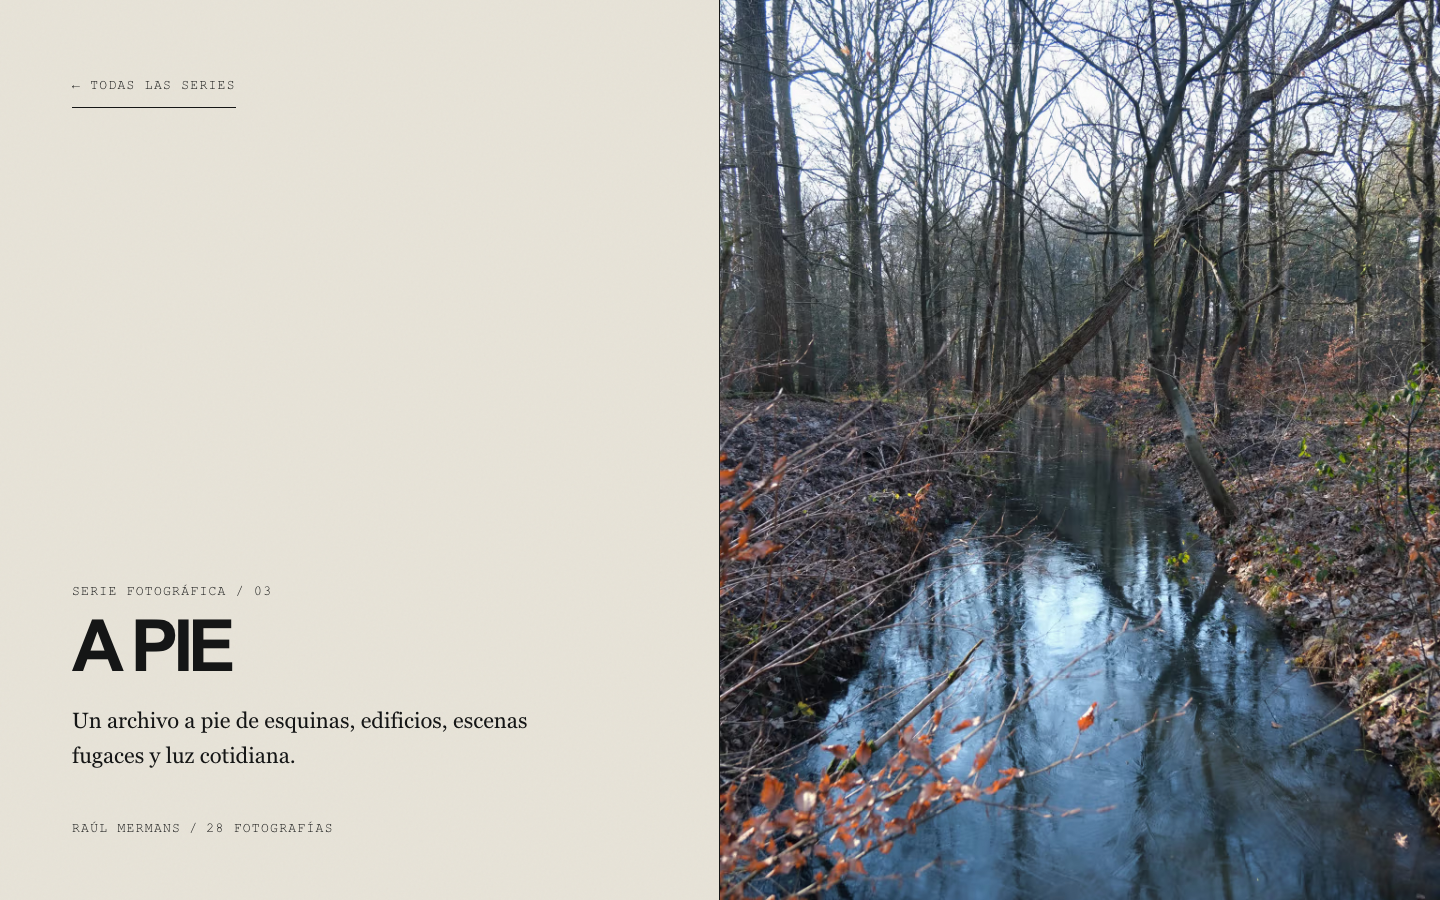 ← TODAS LAS SERIES
SERIE FOTOGRÁFICA / 03
A PIE
Un archivo a pie de esquinas, edificios, escenas
fugaces y luz cotidiana.
RAÚL MERMANS / 28 FOTOGRAFÍAS